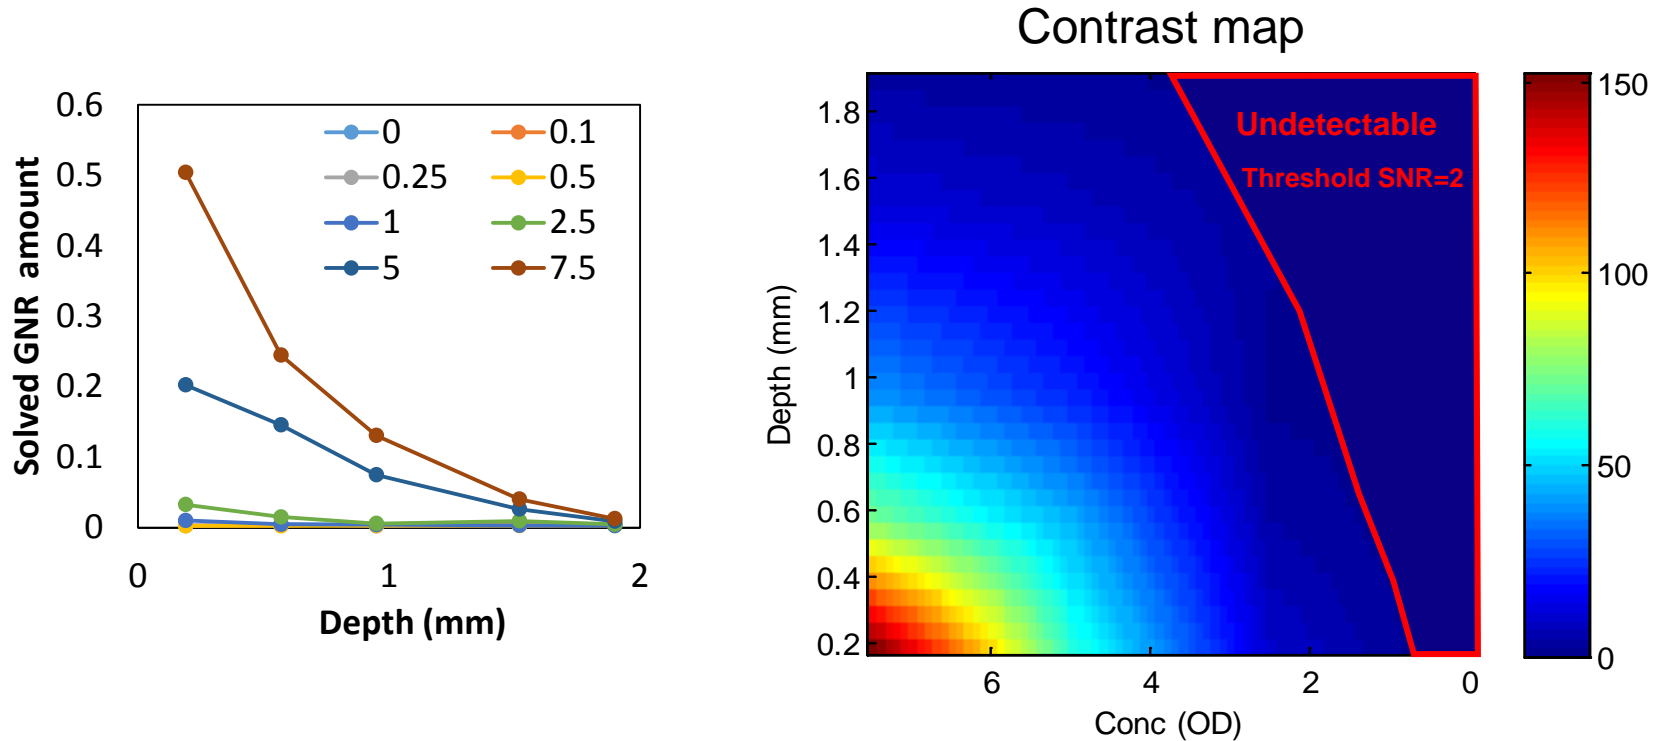 Contrast map
0.6
0.5
0.4
0.3
0.2
0.1
0
Solved GNR amount
0 0.1
0.25 0.5
1 2.5
5 7.5
0 1 2
Depth (mm)
1.8
1.6
1.4
1.2
1
0.8
0.6
0.4
0.2
Depth (mm)
Undetectable
Threshold SNR=2
6 4 2 0
Conc (OD)
150
100
50
0